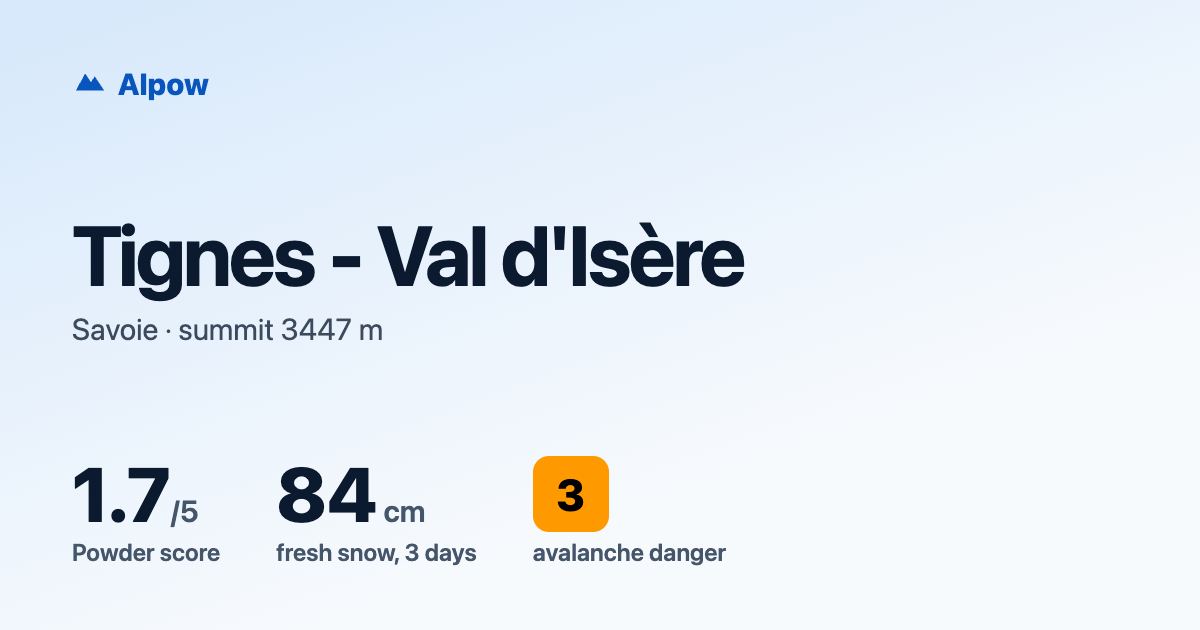 Alpow
Tignes - Val d'Isère
Savoie · summit 3447 m
1.7/5
Powder score
84 cm
fresh snow, 3 days
3
avalanche danger